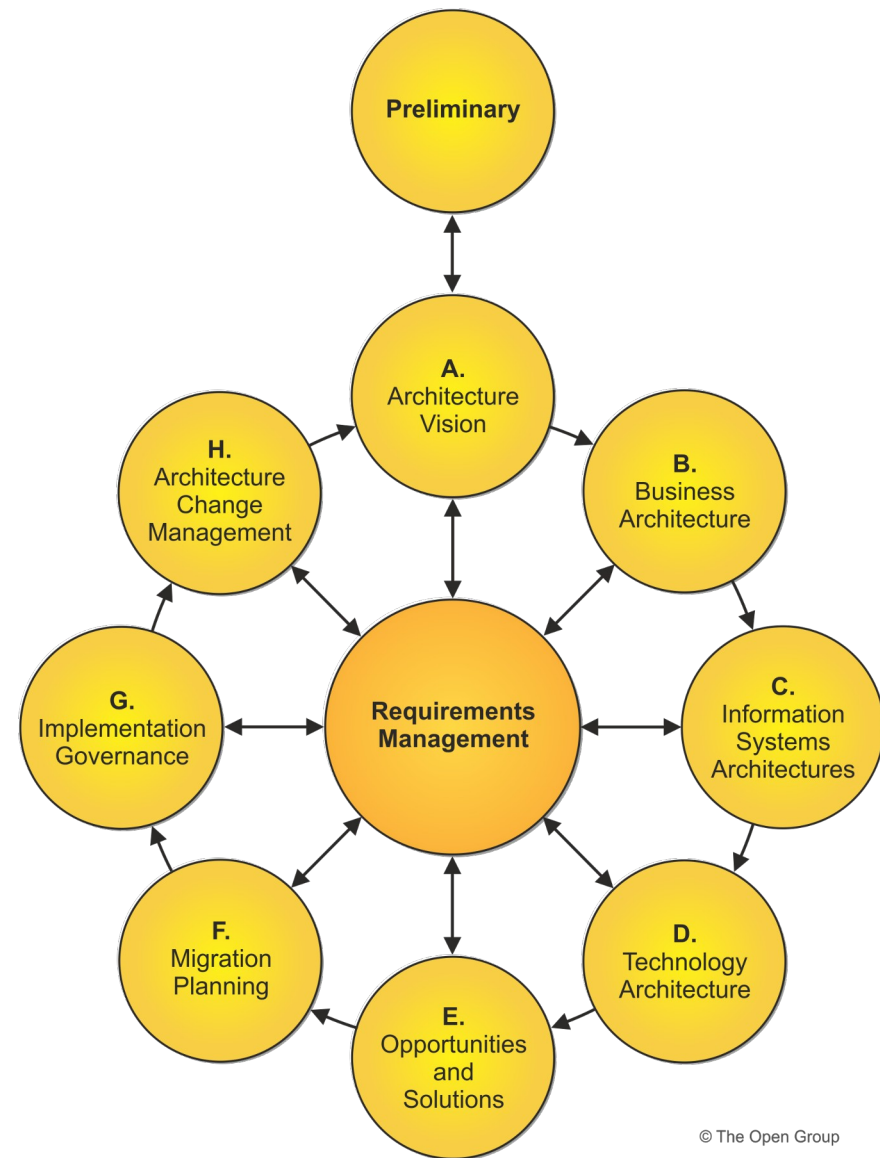 Preliminary
A.
Architecture
Vision
B.
Business
Architecture
C.
Information
Systems
Architectures
D.
Technology
Architecture
E.
Opportunities
and
Solutions
F.
Migration
Planning
G.
Implementation
Governance
H.
Architecture
Change
Management
Requirements
Management
© The Open Group